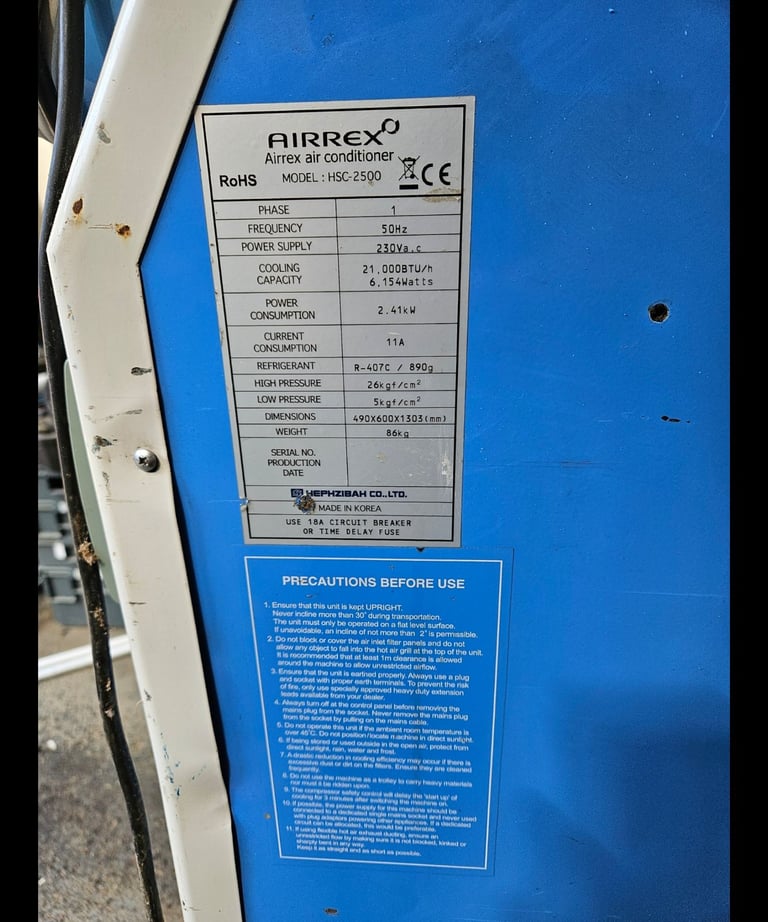 AIRREX
Airrex air conditioner
RoHS MODEL : HSC-2500 CE
PHASE 1
FREQUENCY 50Hz
POWER SUPPLY 230Va.c
COOLING
CAPACITY
21,000BTU/h
6,154Watts
POWER
CONSUMPTION
2.41kW
CURRENT
CONSUMPTION
11A
REFRIGERANT R-407C / 890g
HIGH PRESSURE 26kgf/cm²
LOW PRESSURE 5kgf/cm²
DIMENSIONS 490X600X1303(mm)
WEIGHT 86kg
SERIAL NO.
PRODUCTION
DATE
HEPHZIBAH CO.,LTD.
MADE IN KOREA
USE 18A CIRCUIT BREAKER
OR TIME DELAY FUSE
PRECAUTIONS BEFORE USE
1. Ensure that this unit is kept UPRIGHT.
Never incline more than 30° during transportation.
The unit must only be operated on a flat level surface.
If unavoidable, an incline of not more than 2° is permissible.
2. Do not block or cover the air inlet filter panels and do not
allow any object to fall into the hot air grill at the top of the unit.
It is recommended that at least 1m clearance is allowed
around the machine to allow unrestricted airflow.
3. Ensure that the unit is earthed properly. Always use a plug
and socket with proper earth terminals. To prevent the risk
of fire, only use specially approved heavy duty extension
leads available from your dealer.
4. Always turn off at the control panel before removing the
mains plug from the socket. Never remove the mains plug
from the socket by pulling on the mains cable.
5. Do not operate this unit if the ambient room temperature is
over 45°C. Do not position/locate machine in direct sunlight.
6. If being stored or used outside in the open air, protect from
direct sunlight, rain, water and frost.
7. A drastic reduction in cooling efficiency may occur if there is
excessive dust or dirt on the filters. Ensure they are cleaned
frequently.
8. Do not use the machine as a trolley to carry heavy materials
nor must it be ridden upon.
9. The compressor safety control will delay the 'start up' of
cooling for 3 minutes after switching the machine on.
10. If possible, the power supply for this machine should be
connected to a dedicated single mains socket and never used
with plug adaptors powering other appliances. If a dedicated
circuit can be allocated, this would be preferable.
11. If using flexible hot air exhaust ducting, ensure an
unrestricted flow by making sure it is not blocked, kinked or
sharply bent in any way.
Keep it as straight and as short as possible.